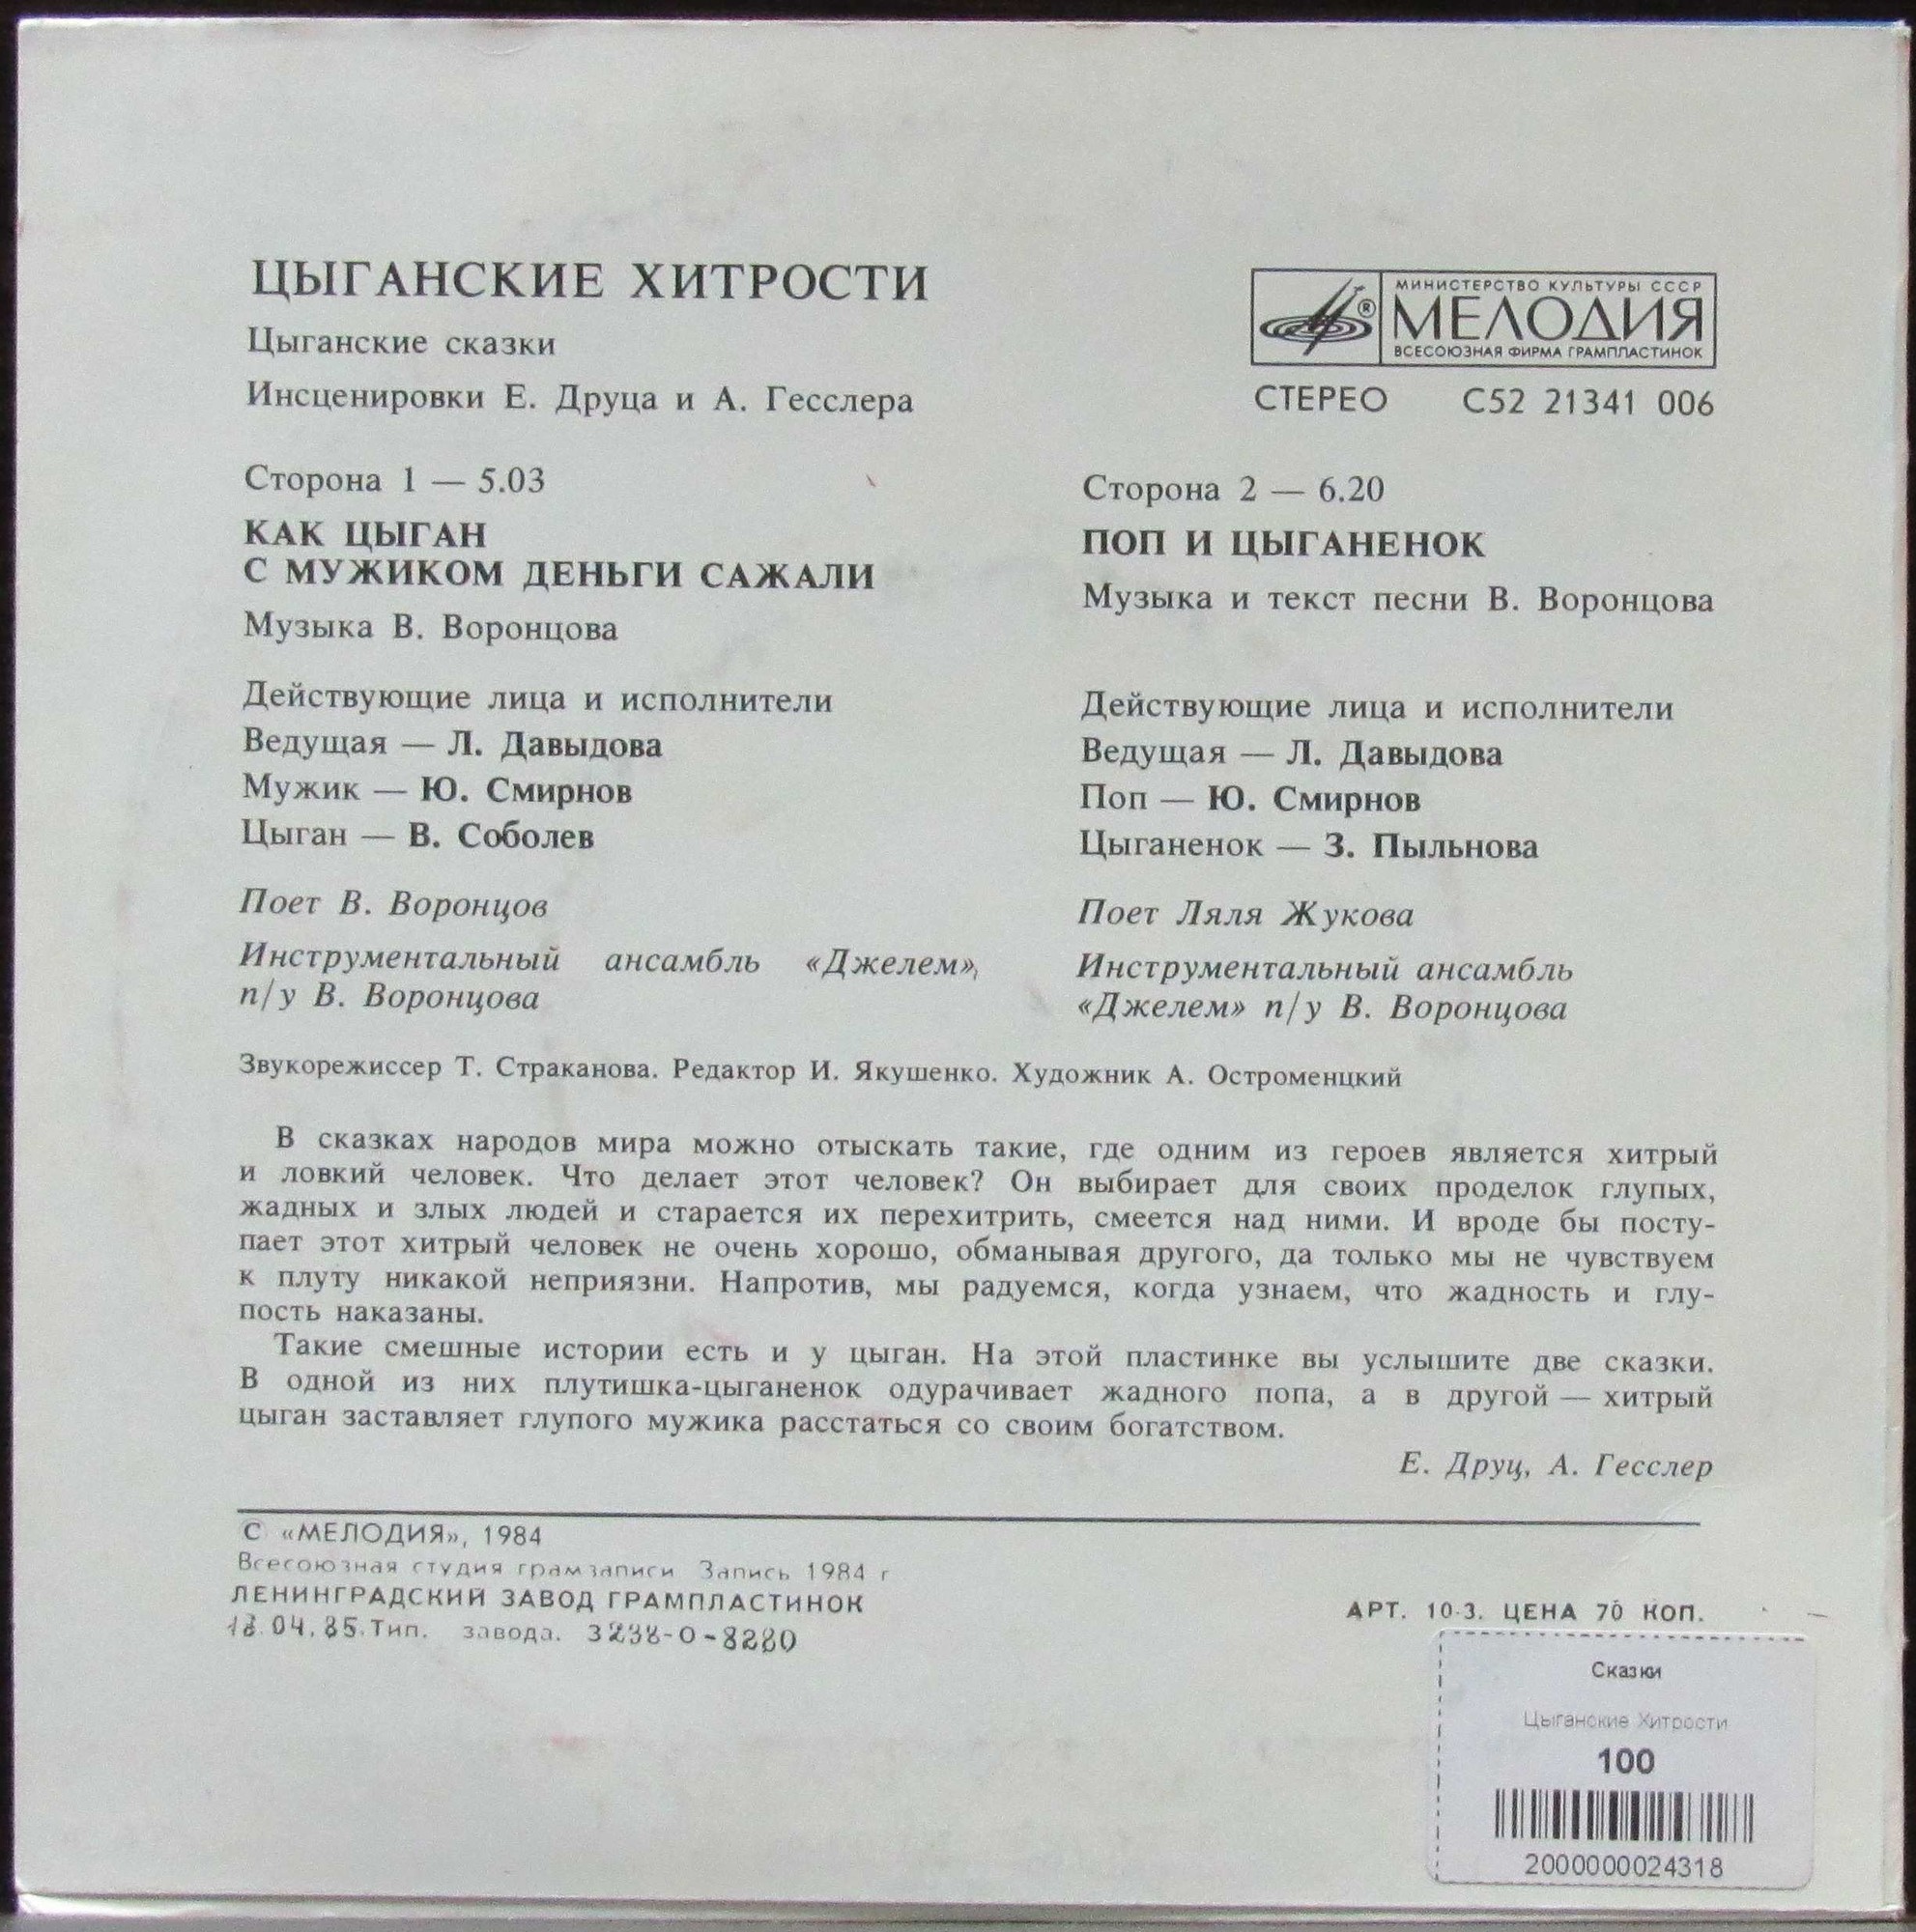 ЦЫГАНСКИЕ ХИТРОСТИ
Цыганские сказки
Инсценировки Е. Друца и А. Гесслера
МИНИСТЕРСТВО КУЛЬТУРЫ СССР
®
МЕЛОДИЯ
ВСЕСОЮЗНАЯ ФИРМА ГРАМПЛАСТИНОК
СТЕРЕО С52 21341 006
Сторона 1 — 5.03
КАК ЦЫГАН
С МУЖИКОМ ДЕНЬГИ САЖАЛИ
Музыка В. Воронцова
Действующие лица и исполнители
Ведущая — Л. Давыдова
Мужик — Ю. Смирнов
Цыган — В. Соболев
Поет В. Воронцов
Инструментальный ансамбль «Джелем»,
п/у В. Воронцова
Сторона 2 — 6.20
ПОП И ЦЫГАНЕНОК
Музыка и текст песни В. Воронцова
Действующие лица и исполнители
Ведущая — Л. Давыдова
Поп — Ю. Смирнов
Цыганенок — З. Пыльнова
Поет Ляля Жукова
Инструментальный ансамбль
«Джелем» п/у В. Воронцова
Звукорежиссер Т. Страканова. Редактор И. Якушенко. Художник А. Остроменцкий
В сказках народов мира можно отыскать такие, где одним из героев является хитрый
и ловкий человек. Что делает этот человек? Он выбирает для своих проделок глупых,
жадных и злых людей и старается их перехитрить, смеется над ними. И вроде бы посту-
пает этот хитрый человек не очень хорошо, обманывая другого, да только мы не чувствуем
к плуту никакой неприязни. Напротив, мы радуемся, когда узнаем, что жадность и глу-
пость наказаны.
Такие смешные истории есть и у цыган. На этой пластинке вы услышите две сказки.
В одной из них плутишка-цыганенок одурачивает жадного попа, а в другой — хитрый
цыган заставляет глупого мужика расстаться со своим богатством.
Е. Друц, А. Гесслер
С «МЕЛОДИЯ», 1984
Всесоюзная студия грамзаписи Запись 1984 г
ЛЕНИНГРАДСКИЙ ЗАВОД ГРАМПЛАСТИНОК
Тип. завода.
АРТ. 10-3. ЦЕНА 70 КОП.
Сказки
Цыганские Хитрости
100
2000000024318